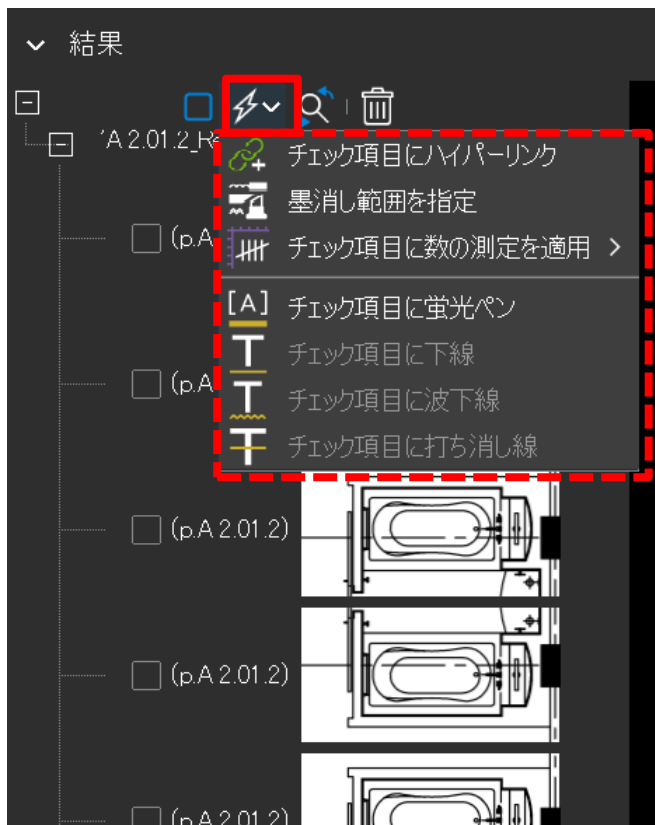 結果
'A 2.01.2_R
チェック項目にハイパーリンク
墨消し範囲を指定
(p.A
チェック項目に数の測定を適用
[A] チェック項目に蛍光ペン
T チェック項目に下線
(p.A
T チェック項目に波下線
T チェック項目に打ち消し線
(p.A 2.01.2)
(p.A 2.01.2)
(p.A 2.01.2)